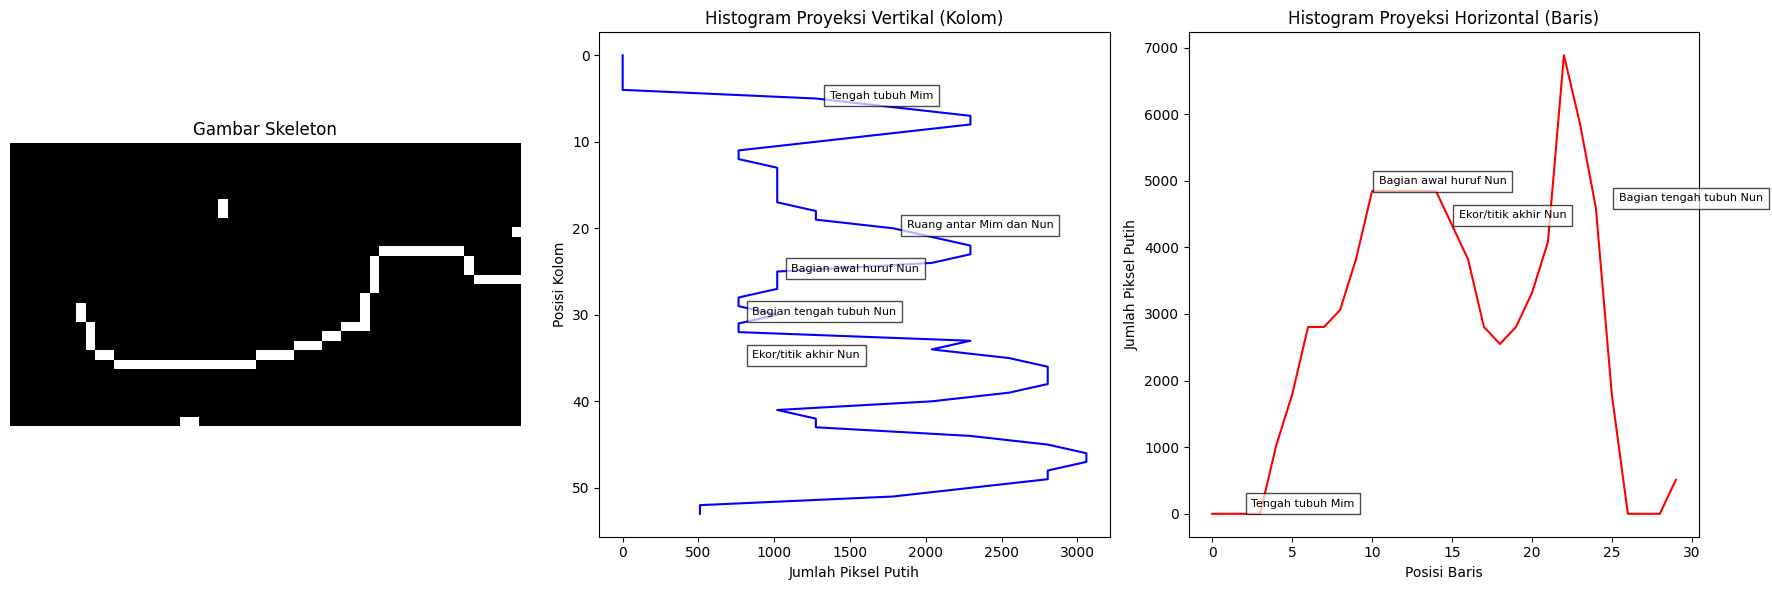 Gambar Skeleton
Histogram Proyeksi Vertikal (Kolom)
Posisi Kolom
0
10
20
30
40
50
Tengah tubuh Mim
Ruang antar Mim dan Nun
Bagian awal huruf Nun
Bagian tengah tubuh Nun
Ekor/titik akhir Nun
0
500
1000
1500
2000
2500
3000
Jumlah Piksel Putih
Histogram Proyeksi Horizontal (Baris)
Jumlah Piksel Putih
7000
6000
5000
4000
3000
2000
1000
0
Bagian awal huruf Nun
Bagian tengah tubuh Nun
Ekor/titik akhir Nun
Tengah tubuh Mim
0
5
10
15
20
25
30
Posisi Baris